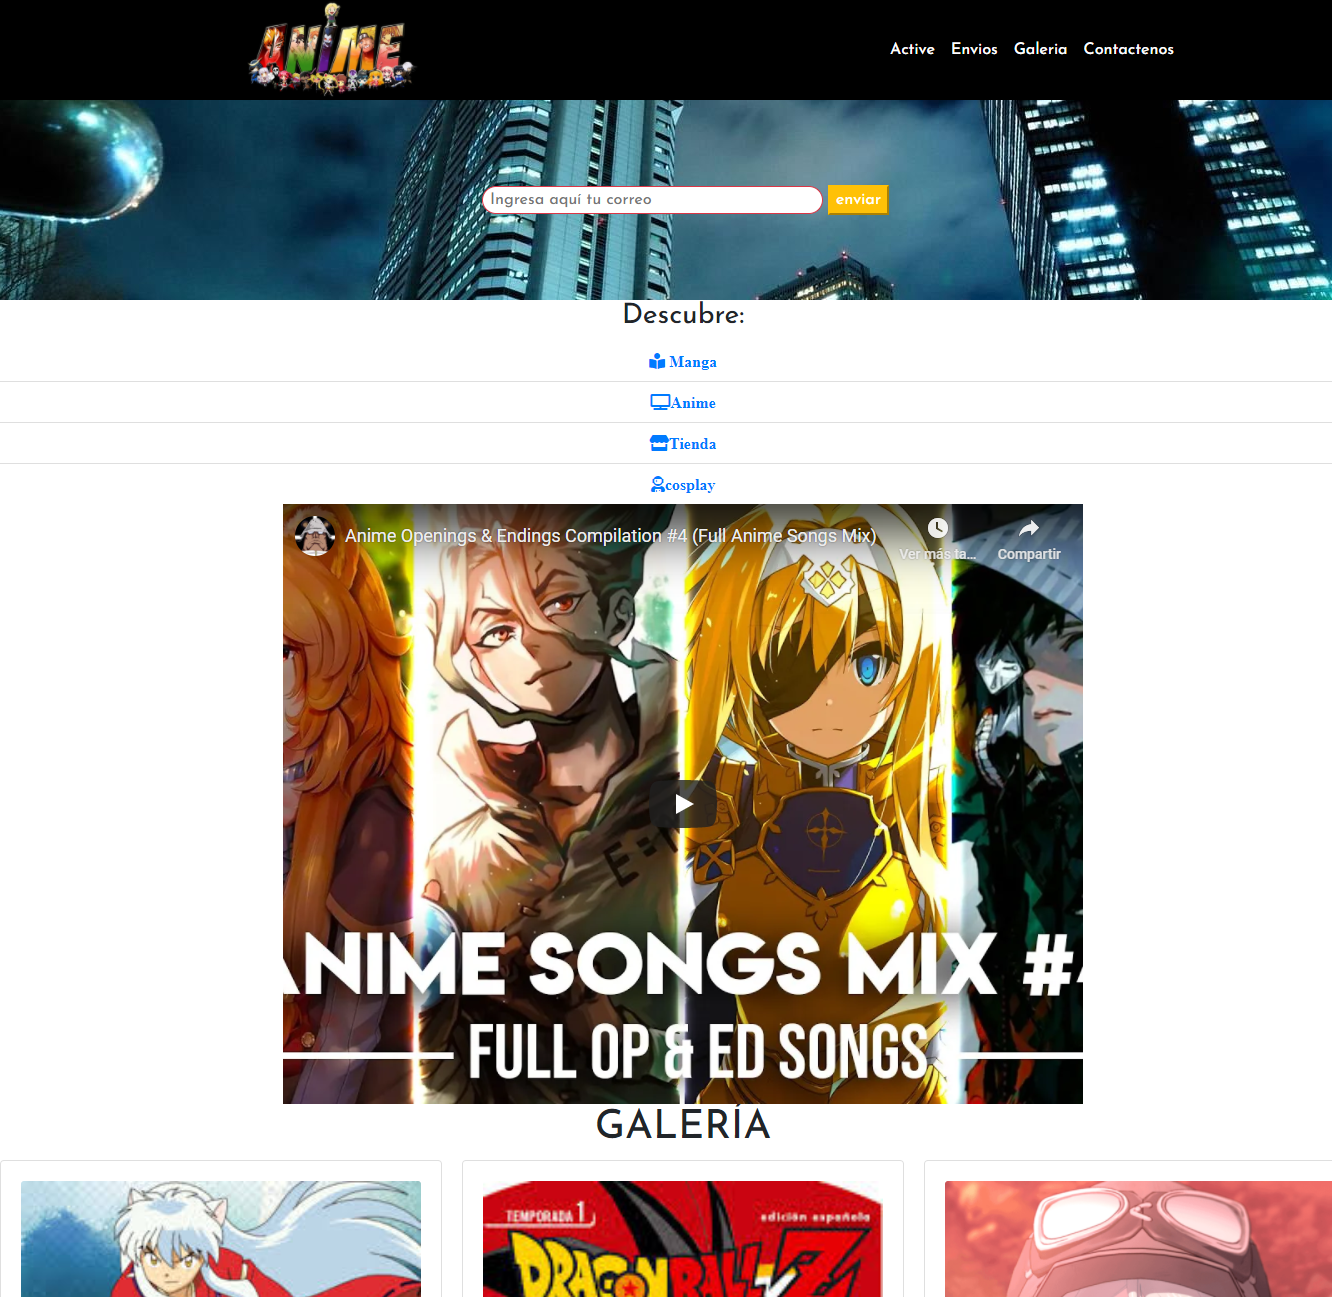 ANIME
Active Envios Galeria Contactenos
Ingresa aquí tu correo enviar
Descubre:
Manga
Anime
Tienda
cosplay
Anime Openings & Endings Compilation #4 (Full Anime Songs Mix)
Ver más ta...
Compartir
ANIME SONGS MIX #4
FULL OP & ED SONGS
GALERÍA
TEMPORADA 1
edición española
DRAGON BALL Z